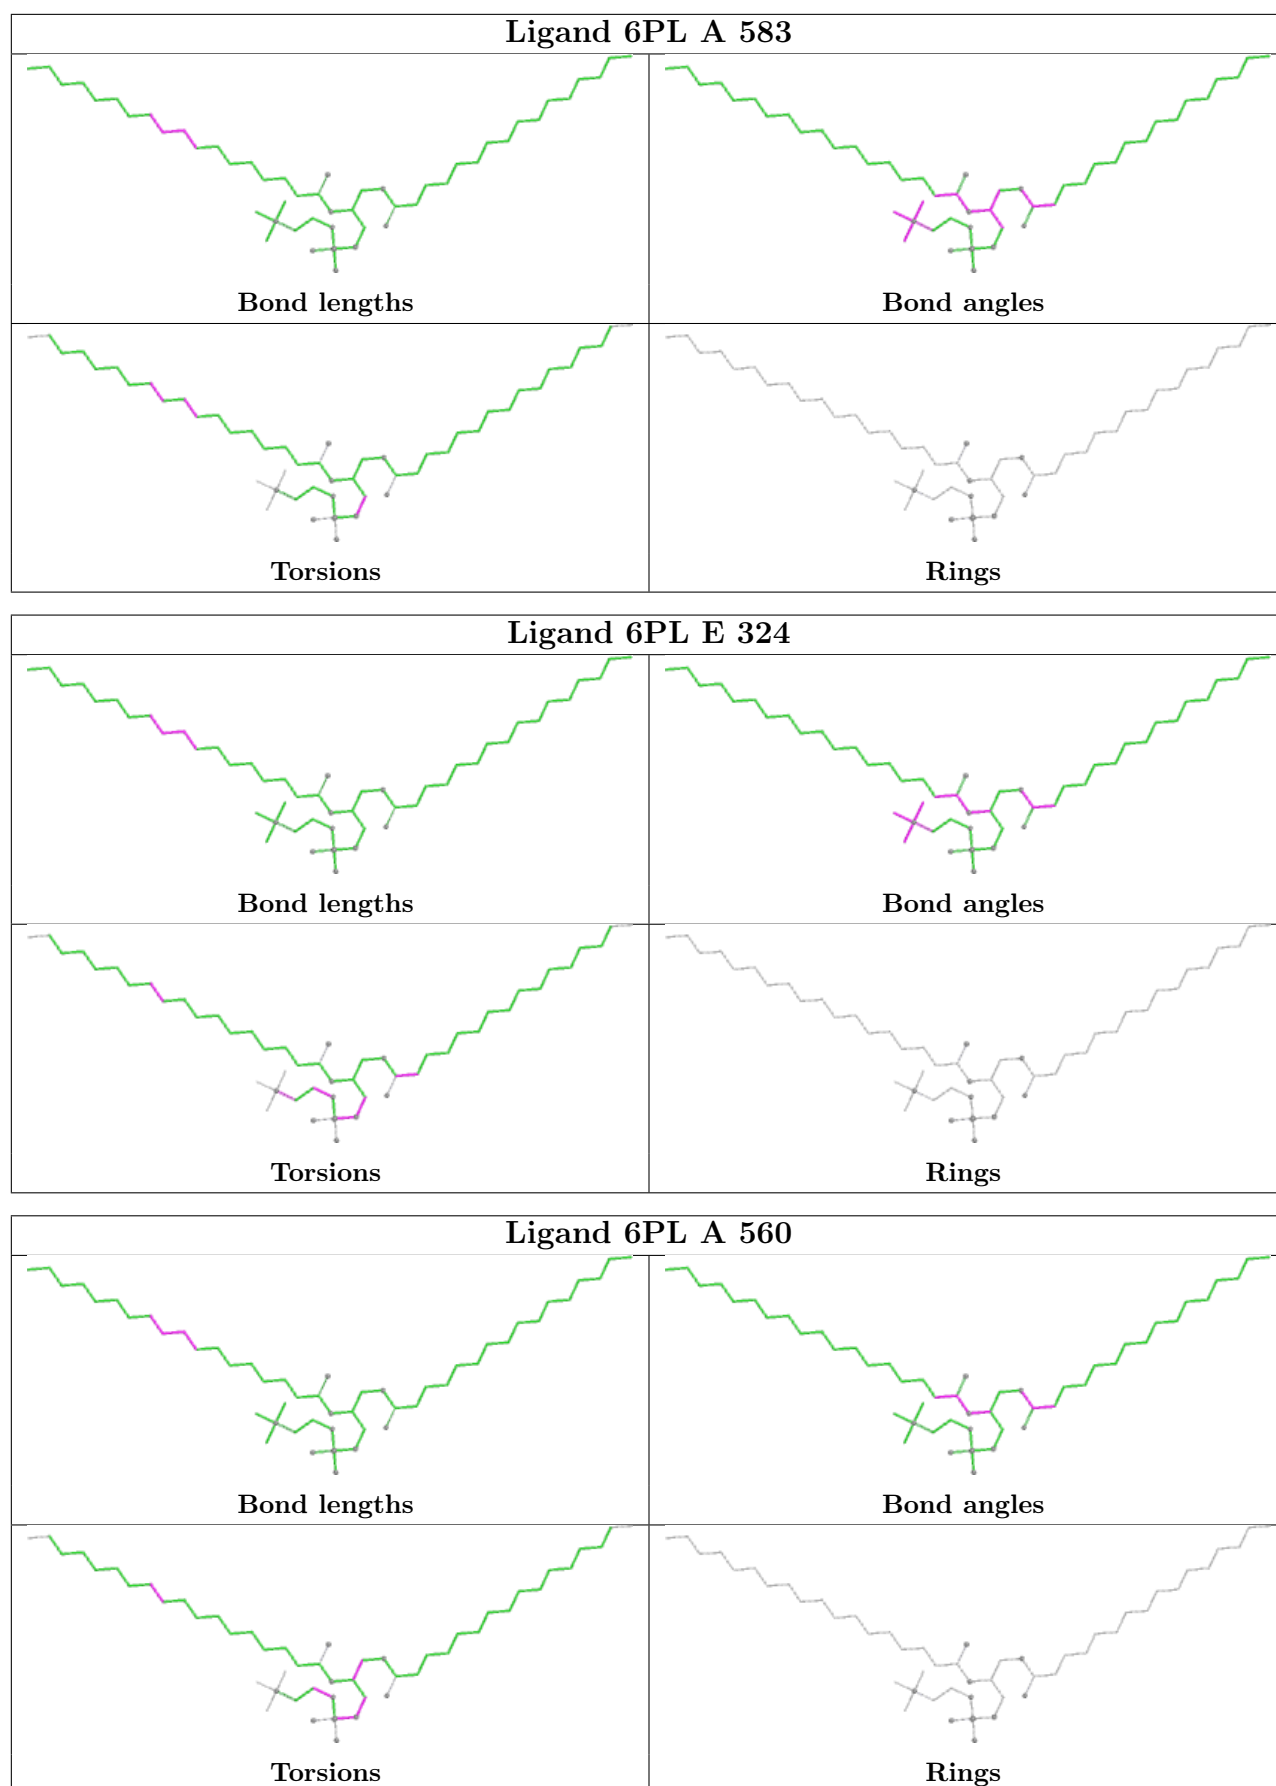 Ligand 6PL A 583
Bond lengths
Bond angles
Torsions
Rings
Ligand 6PL E 324
Bond lengths
Bond angles
Torsions
Rings
Ligand 6PL A 560
Bond lengths
Bond angles
Torsions
Rings